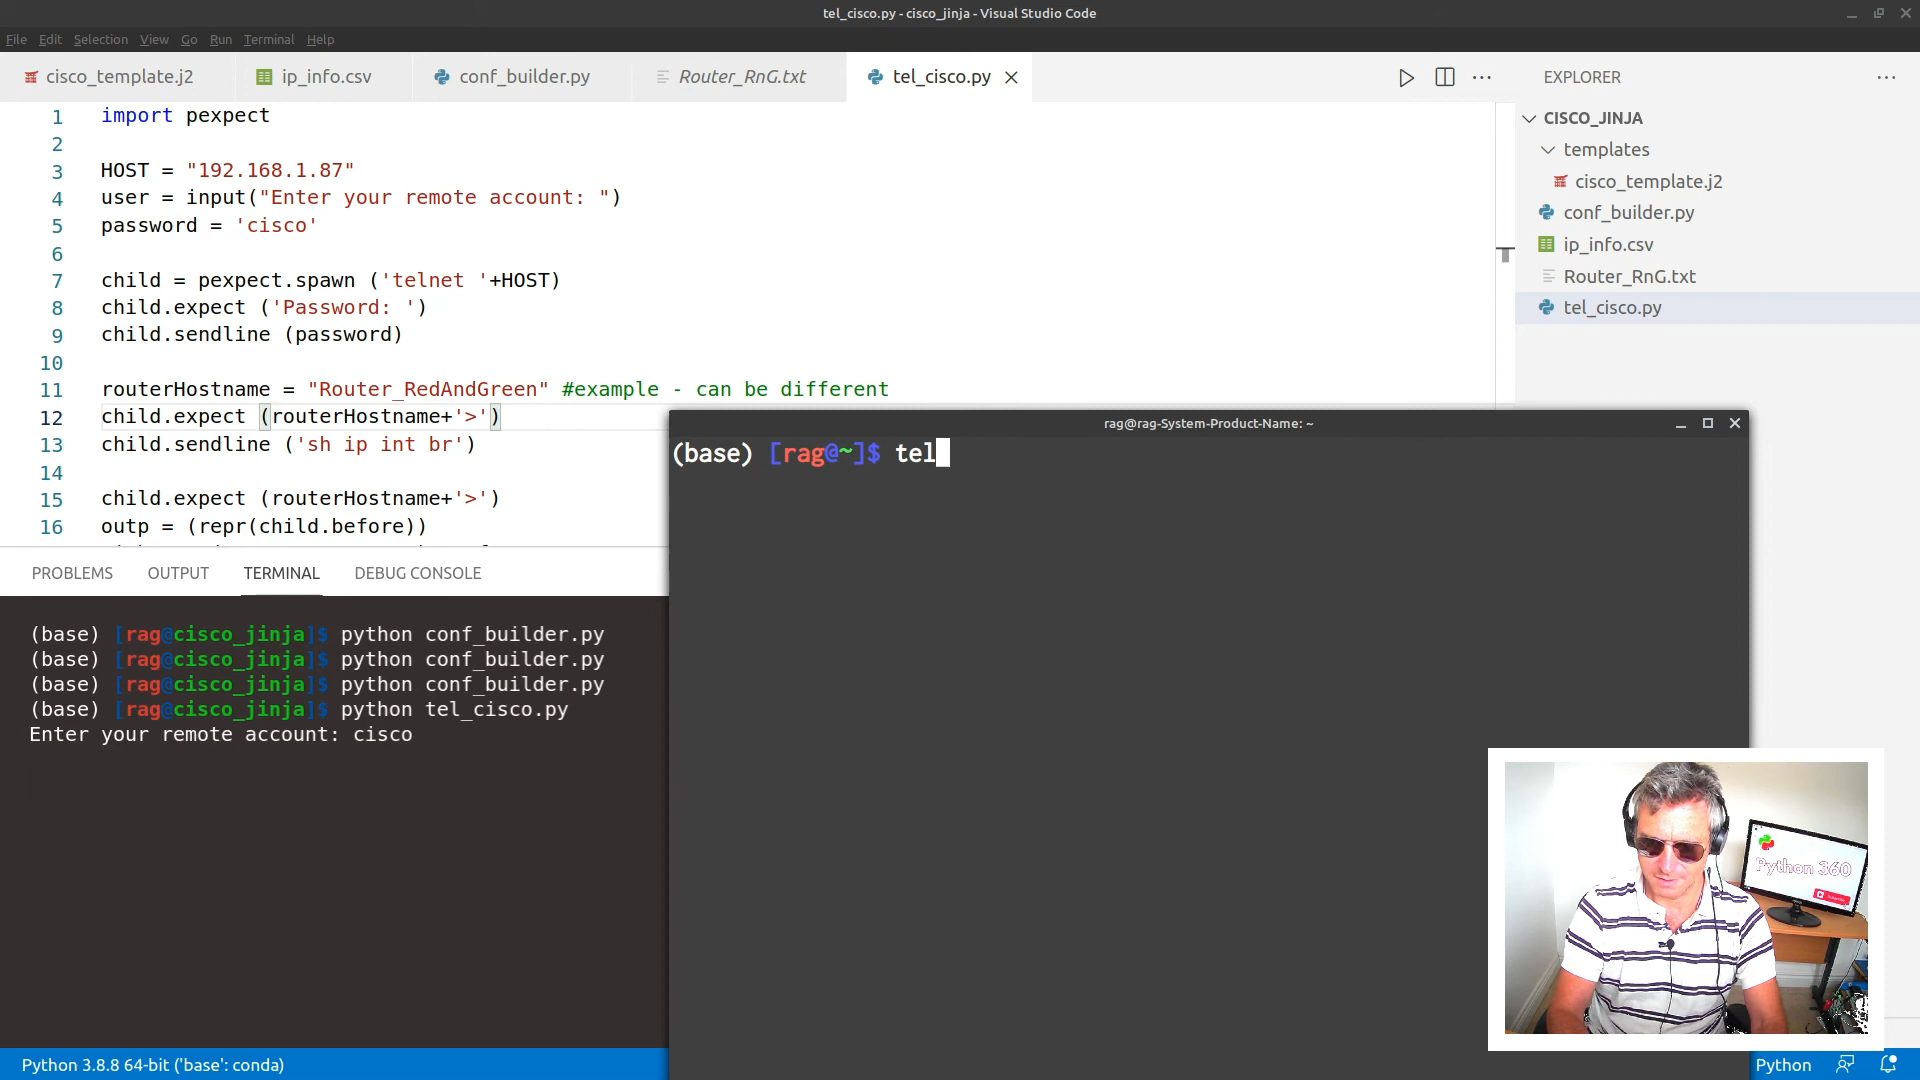 tel_cisco.py - cisco_jinja - Visual Studio Code
File Edit Selection View Go Run Terminal Help
cisco_template.j2 ip_info.csv conf_builder.py Router_RnG.txt tel_cisco.py
1 import pexpect
2
3 HOST = "192.168.1.87"
4 user = input("Enter your remote account: ")
5 password = 'cisco'
6
7 child = pexpect.spawn ('telnet '+HOST)
8 child.expect ('Password: ')
9 child.sendline (password)
10
11 routerHostname = "Router_RedAndGreen" #example - can be different
12 child.expect (routerHostname+'>')
13 child.sendline ('sh ip int br')
14
15 child.expect (routerHostname+'>')
16 outp = (repr(child.before))
EXPLORER
CISCO_JINJA
templates
cisco_template.j2
conf_builder.py
ip_info.csv
Router_RnG.txt
tel_cisco.py
PROBLEMS OUTPUT TERMINAL DEBUG CONSOLE
(base) [rag@cisco_jinja]$ python conf_builder.py
(base) [rag@cisco_jinja]$ python conf_builder.py
(base) [rag@cisco_jinja]$ python conf_builder.py
(base) [rag@cisco_jinja]$ python tel_cisco.py
Enter your remote account: cisco
rag@rag-System-Product-Name: ~
(base) [rag@~]$ tel
Python 360
Python 3.8.8 64-bit ('base': conda)
Python